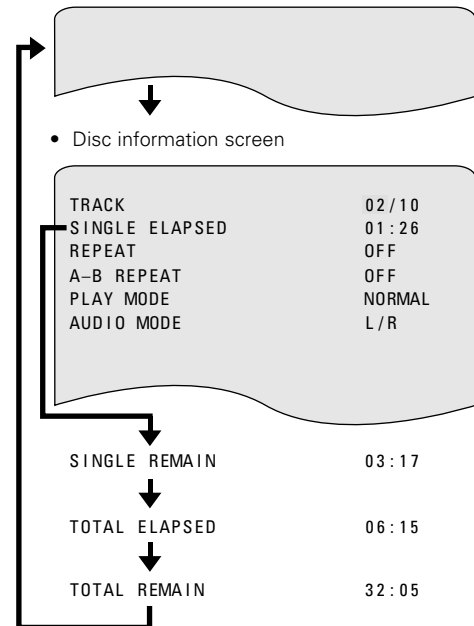 • Disc information screen
TRACK 02/10
SINGLE ELAPSED 01:26
REPEAT OFF
A–B REPEAT OFF
PLAY MODE NORMAL
AUDIO MODE L/R
SINGLE REMAIN 03:17
TOTAL ELAPSED 06:15
TOTAL REMAIN 32:05